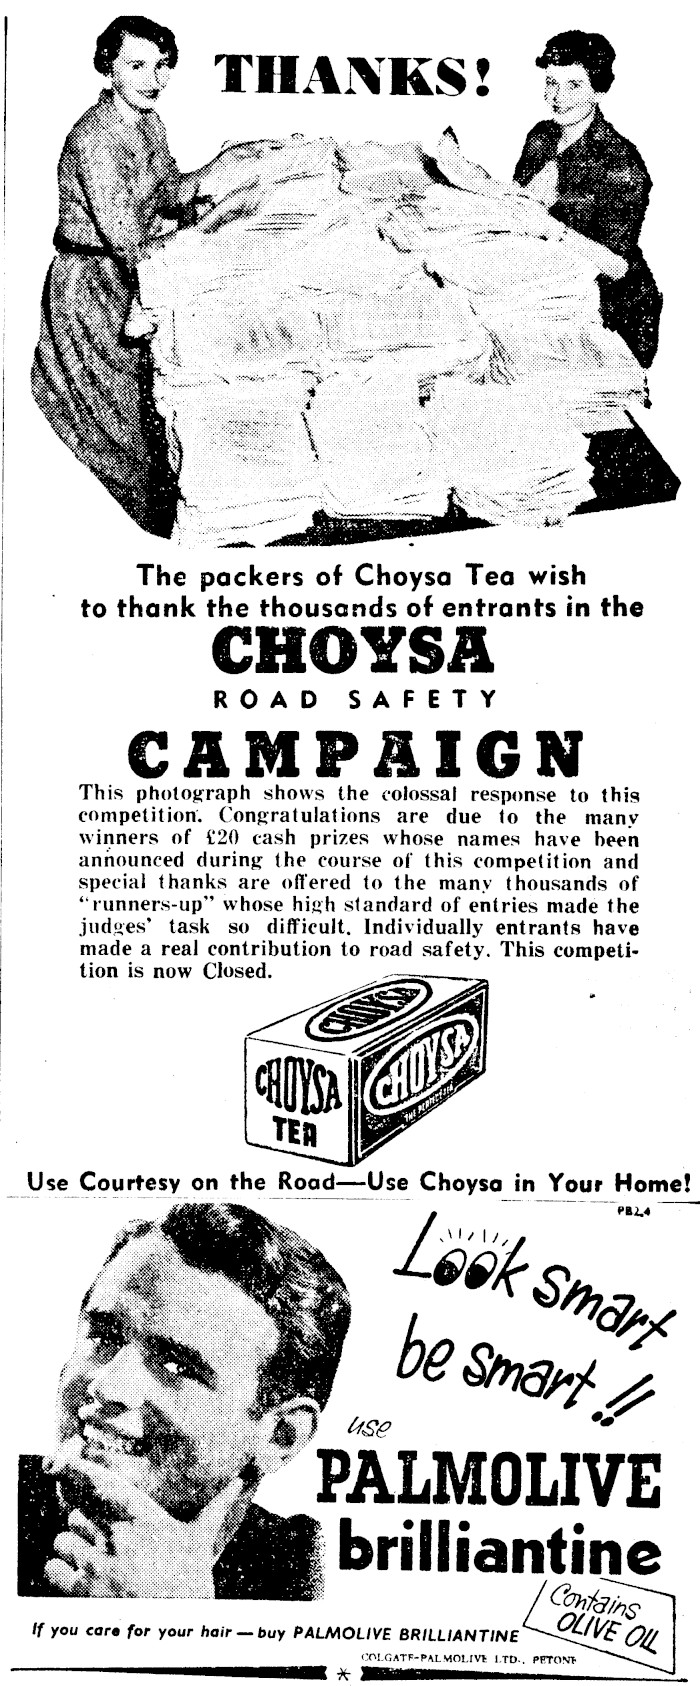 THANKS!
The packers of Choysa Tea wish
to thank the thousands of entrants in the
CHOYSA
ROAD SAFETY
CAMPAIGN
This photograph shows the colossal response to this
competition. Congratulations are due to the many
winners of £20 cash prizes whose names have been
announced during the course of this competition and
special thanks are offered to the many thousands of
"runners-up" whose high standard of entries made the
judges' task so difficult. Individually entrants have
made a real contribution to road safety. This competi-
tion is now Closed.
CHOYSA
CHOYSA
CHOYSA
TEA
Use Courtesy on the Road—Use Choysa in Your Home!
PB2.4
Look smart
be smart!!
use
PALMOLIVE
brilliantine
Contains
OLIVE OIL
If you care for your hair — buy PALMOLIVE BRILLIANTINE
COLGATE-PALMOLIVE LTD., PETONE